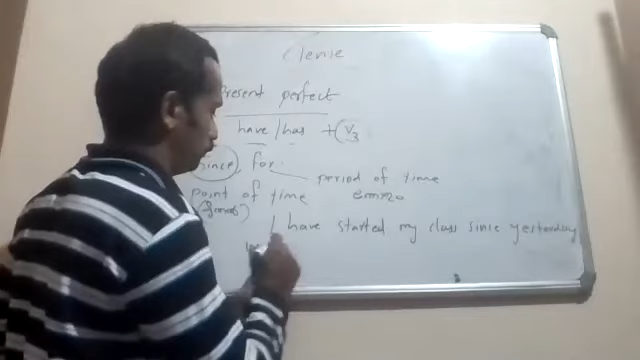 Present perfect
have / has + (V3
since, for.
period of time
point of time
I have started my class since yesterday